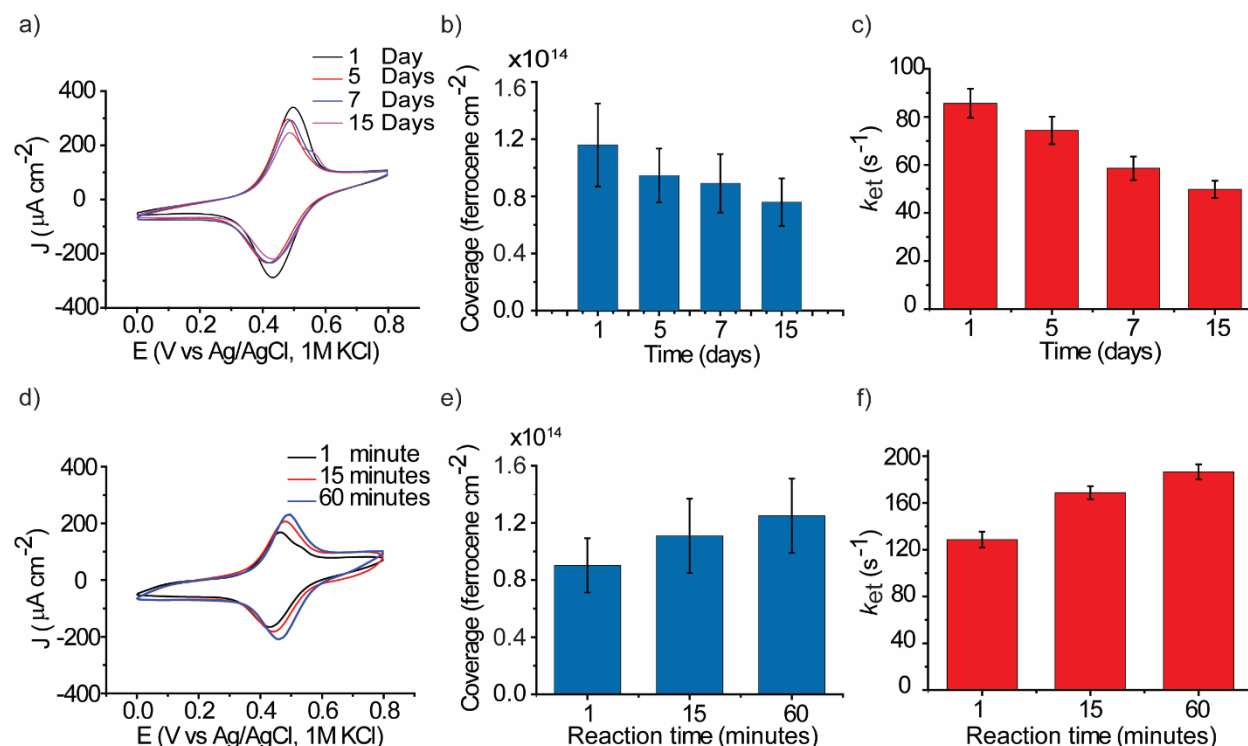 a)
1 Day
5 Days
7 Days
15 Days
400
200
0
-200
-400
J (μA cm-2)
0.0 0.2 0.4 0.6 0.8
E (V vs Ag/AgCl, 1M KCl)
b)
x10¹⁴
1.6
1.2
0.8
0.4
0.0
Coverage (ferrocene cm-2)
1 5 7 15
Time (days)
c)
100
80
60
40
20
0
ket (s-1)
1 5 7 15
Time (days)
d)
1 minute
15 minutes
60 minutes
400
200
0
-200
-400
J (μA cm-2)
0.0 0.2 0.4 0.6 0.8
E (V vs Ag/AgCl, 1M KCl)
e)
x10¹⁴
1.6
1.2
0.8
0.4
0.0
Coverage (ferrocene cm-2)
1 15 60
Reaction time (minutes)
f)
200
160
120
80
40
0
ket (s-1)
1 15 60
Reaction time (minutes)